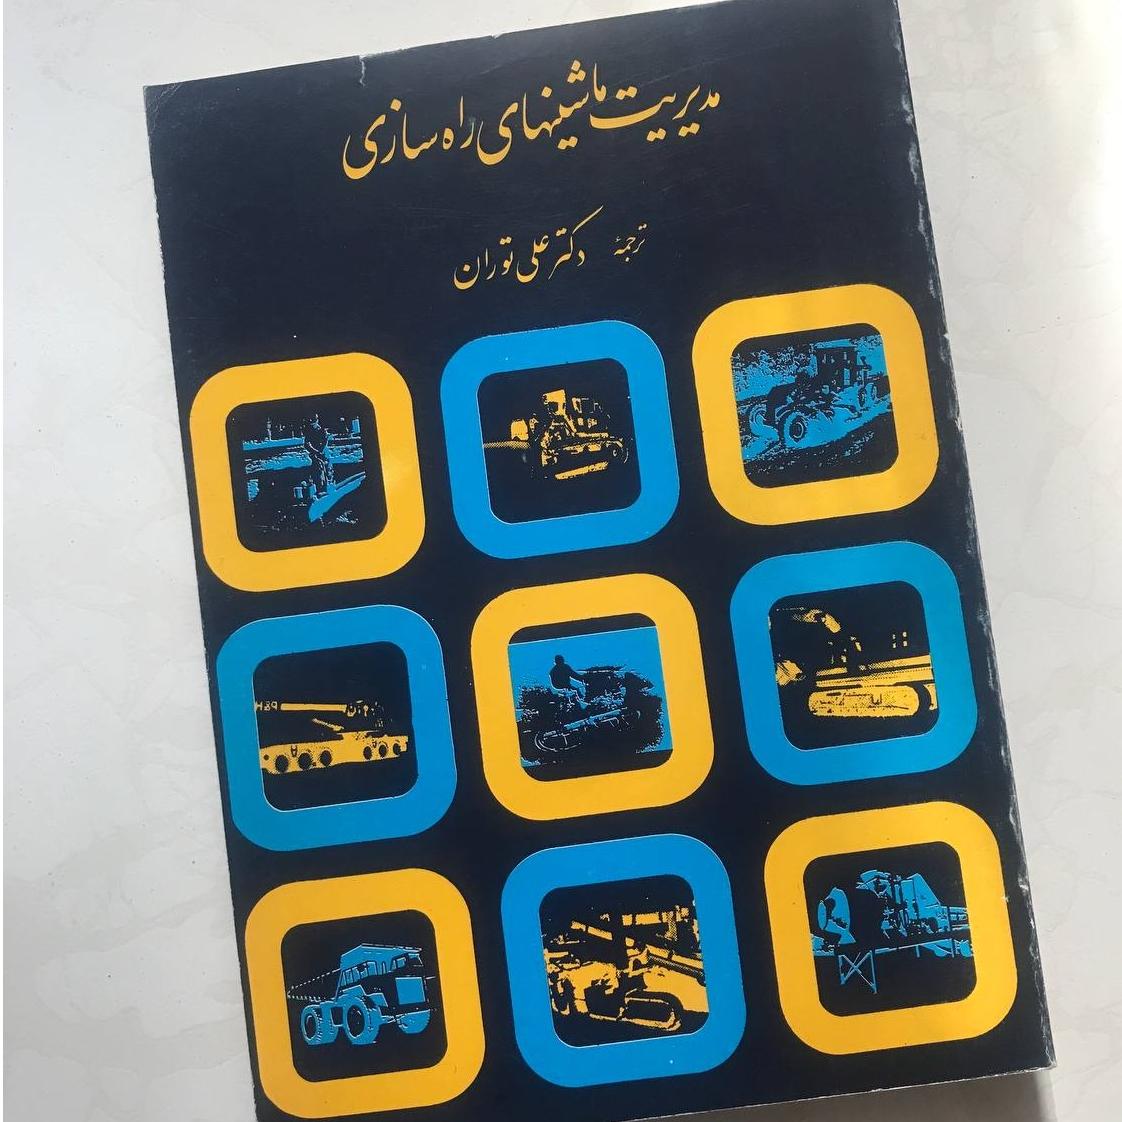 مدیریت ماشینهای راه سازی
ترجمهٔ دکتر علی توران